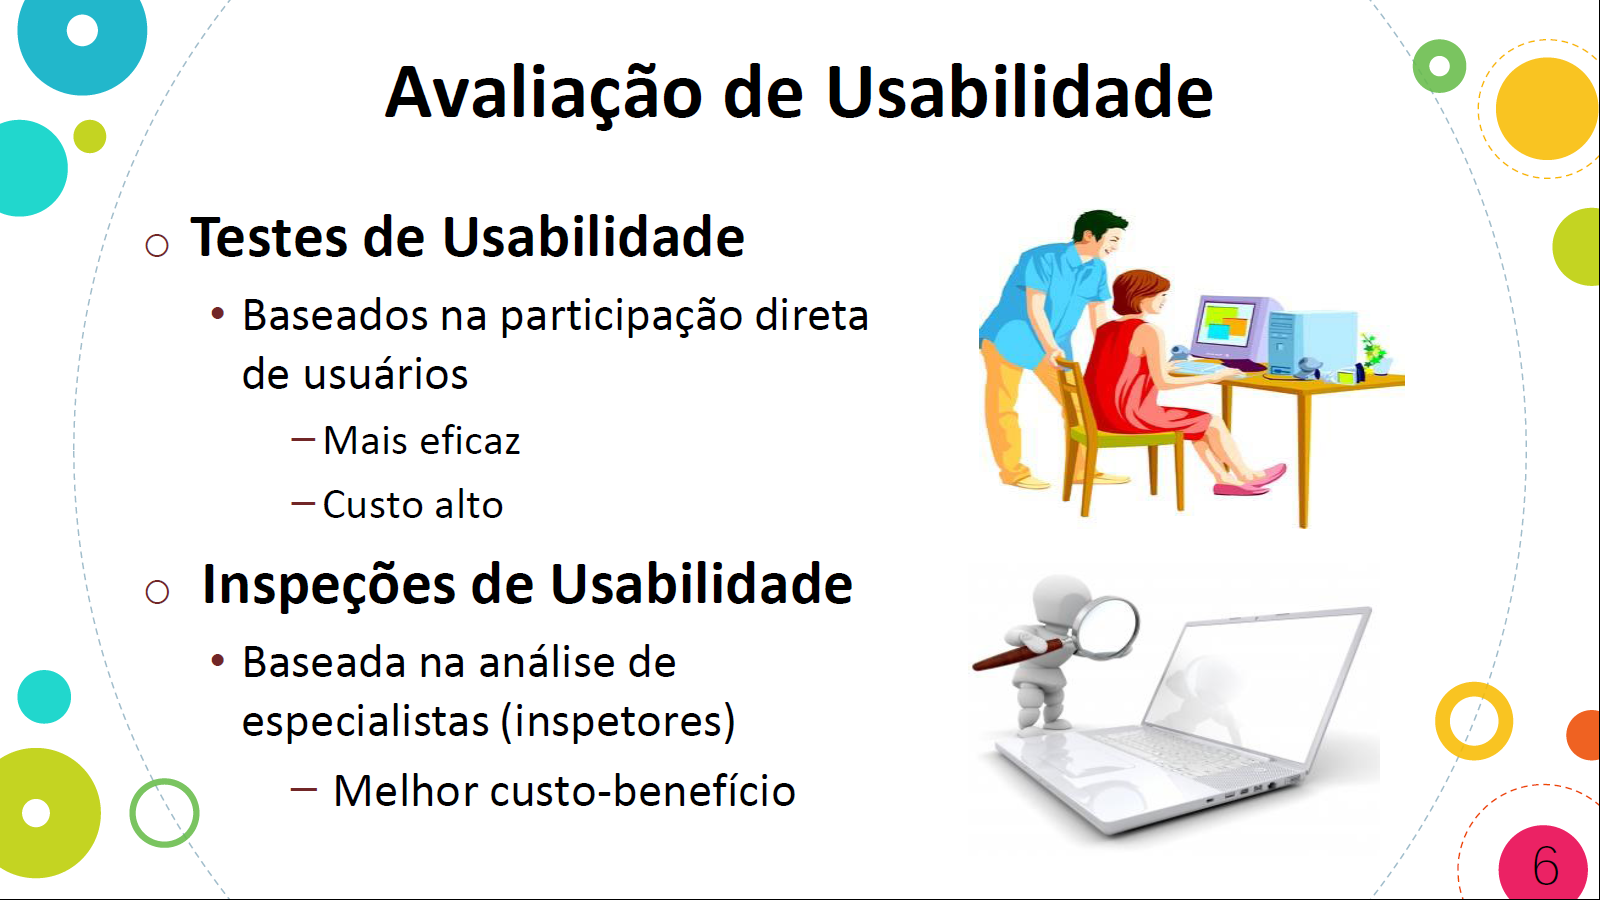 Avaliação de Usabilidade
Testes de Usabilidade
• Baseados na participação direta
de usuários
– Mais eficaz
– Custo alto
Inspeções de Usabilidade
• Baseada na análise de
especialistas (inspetores)
– Melhor custo-benefício
6